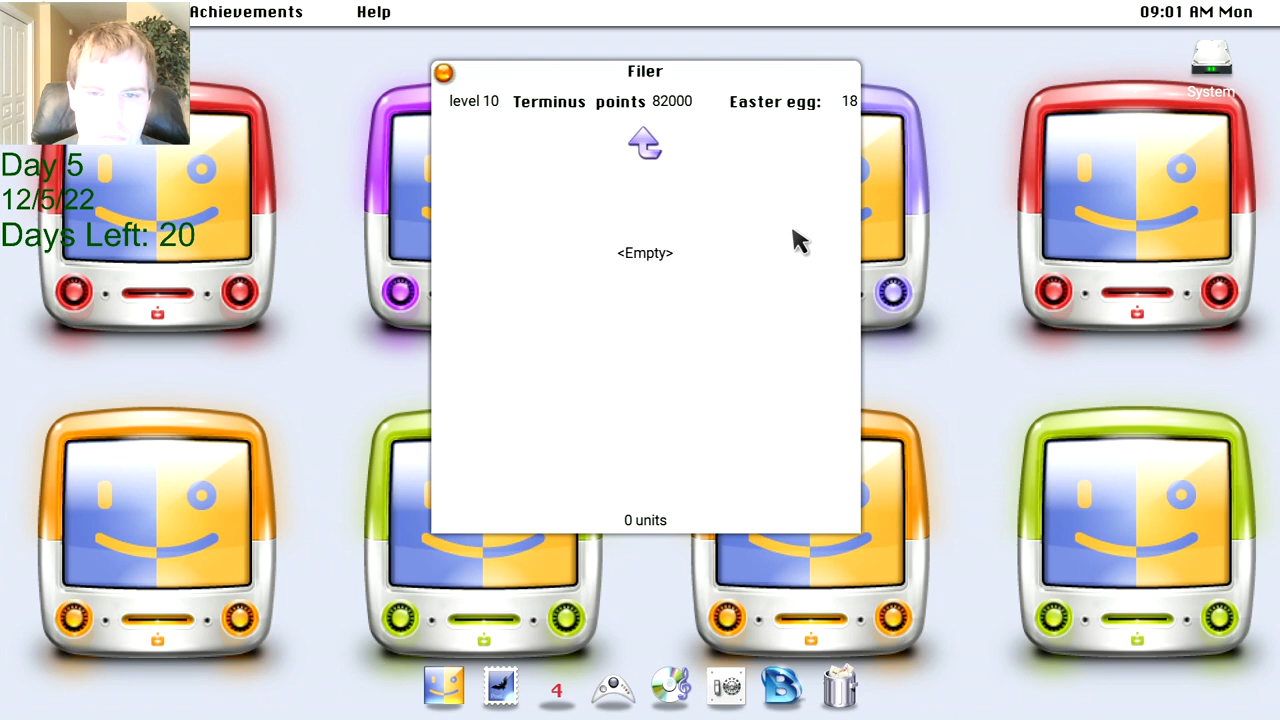 Achievements Help 09:01 AM Mon
Filer
level 10 Terminus points 82000 Easter egg: 18
System
Day 5
12/5/22
Days Left: 20
<Empty>
0 units
4